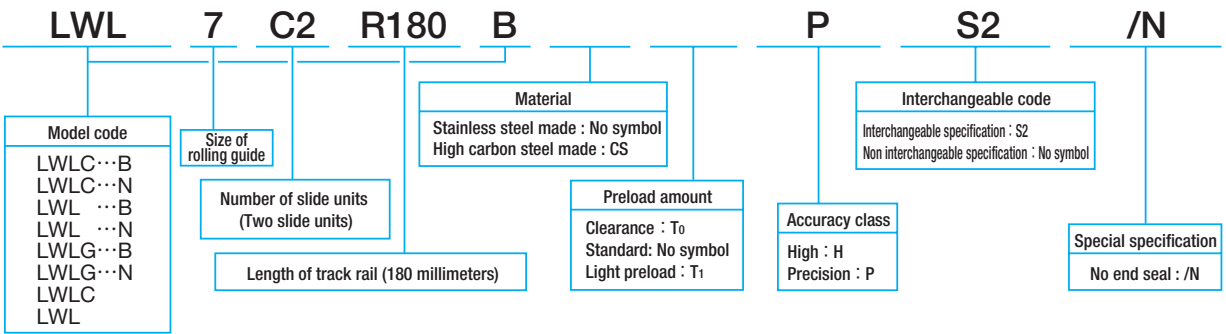 LWL 7 C2 R180 B P S2 /N
Model code
LWLC⋯B
LWLC⋯N
LWL ⋯B
LWL ⋯N
LWLG⋯B
LWLG⋯N
LWLC
LWL
Size of
rolling guide
Number of slide units
(Two slide units)
Length of track rail (180 millimeters)
Material
Stainless steel made : No symbol
High carbon steel made : CS
Preload amount
Clearance : T₀
Standard: No symbol
Light preload : T₁
Accuracy class
High : H
Precision : P
Interchangeable code
Interchangeable specification : S2
Non interchangeable specification : No symbol
Special specification
No end seal : /N